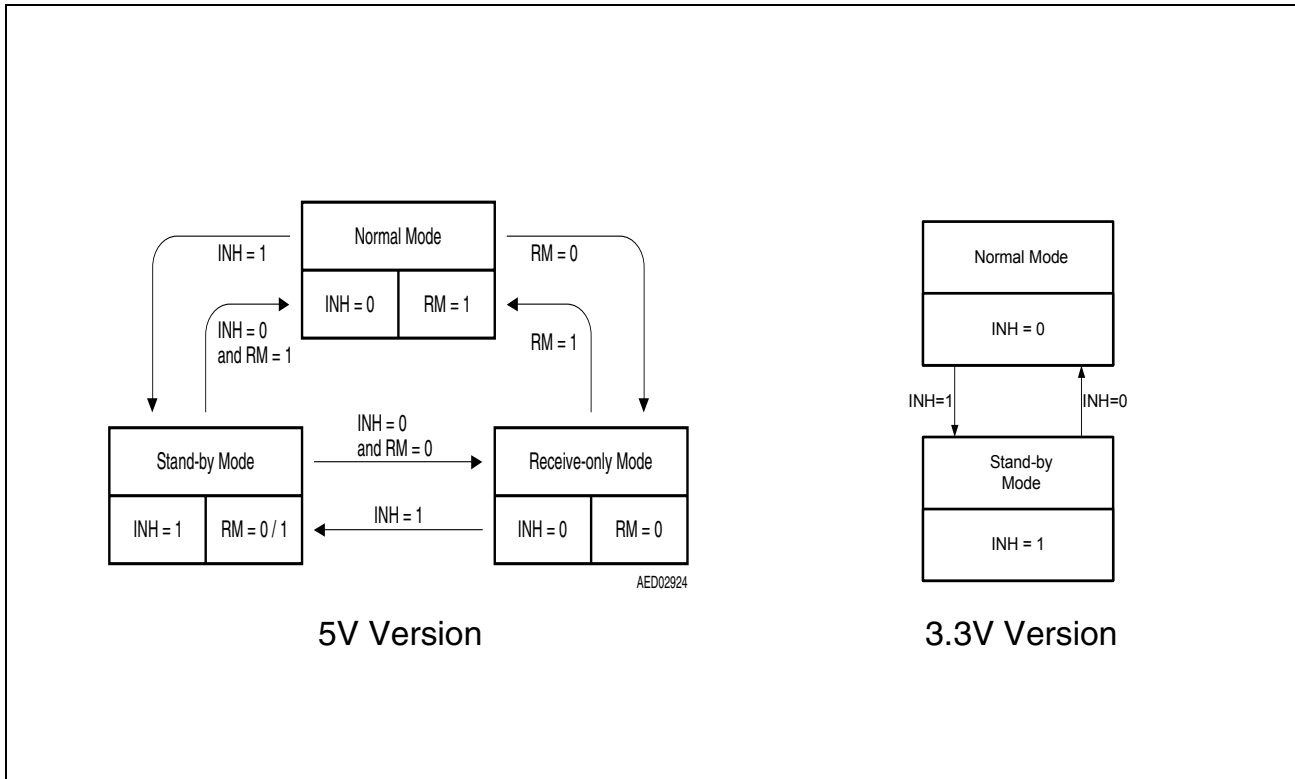 Normal Mode
INH = 0
RM = 1
INH = 1
RM = 0
INH = 0
and RM = 1
RM = 1
INH = 0
and RM = 0
INH = 1
Stand-by Mode
INH = 1
RM = 0 / 1
Receive-only Mode
INH = 0
RM = 0
AED02924
5V Version
Normal Mode
INH = 0
INH=1
INH=0
Stand-by
Mode
INH = 1
3.3V Version